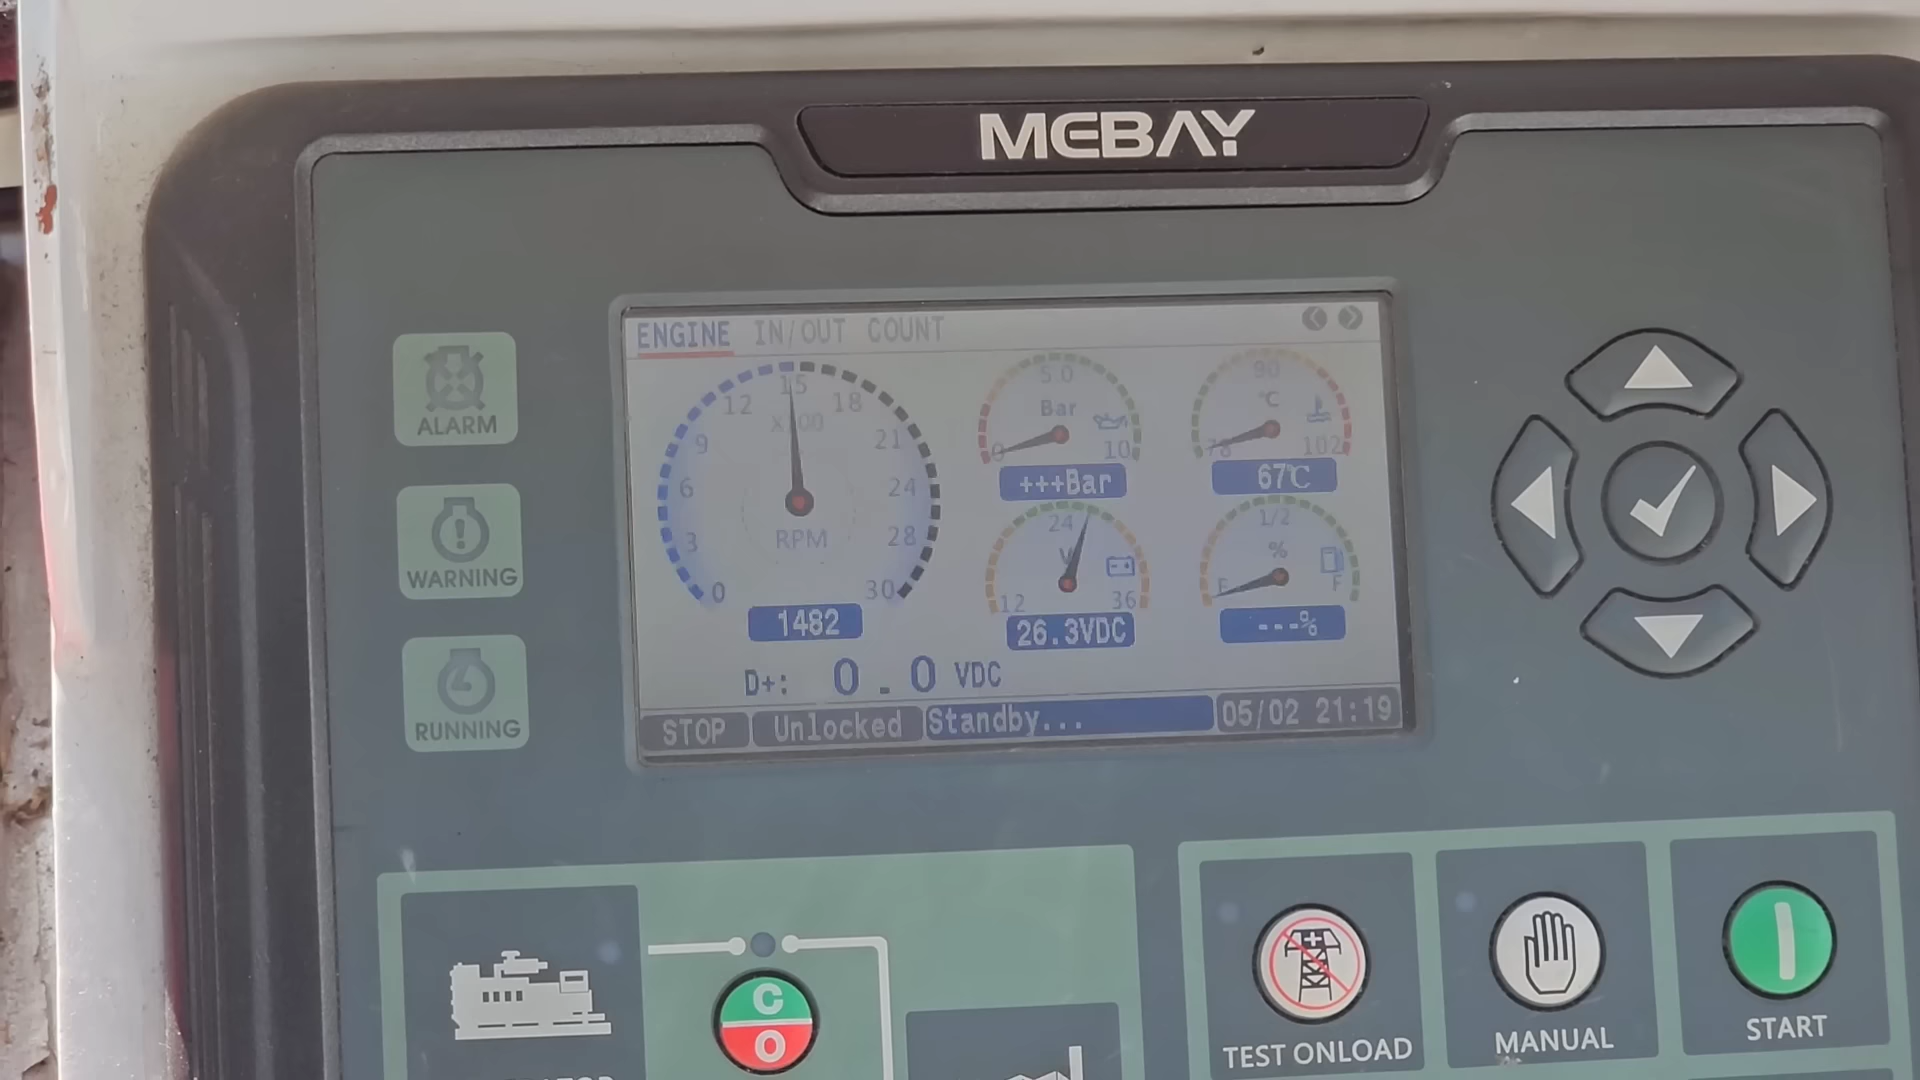 MEBAY
ENGINE IN/OUT COUNT
ALARM
WARNING
RUNNING
0 3 6 9 12 15 18 21 24 28 30
RPM
1482
5.0
Bar
0 10
+++Bar
90
°C
78 102
67℃
24
V
12 36
26.3VDC
1/2
%
E F
---%
D+: 0.0 VDC
STOP Unlocked Standby... 05/02 21:19
C
O
TEST ONLOAD
MANUAL
START